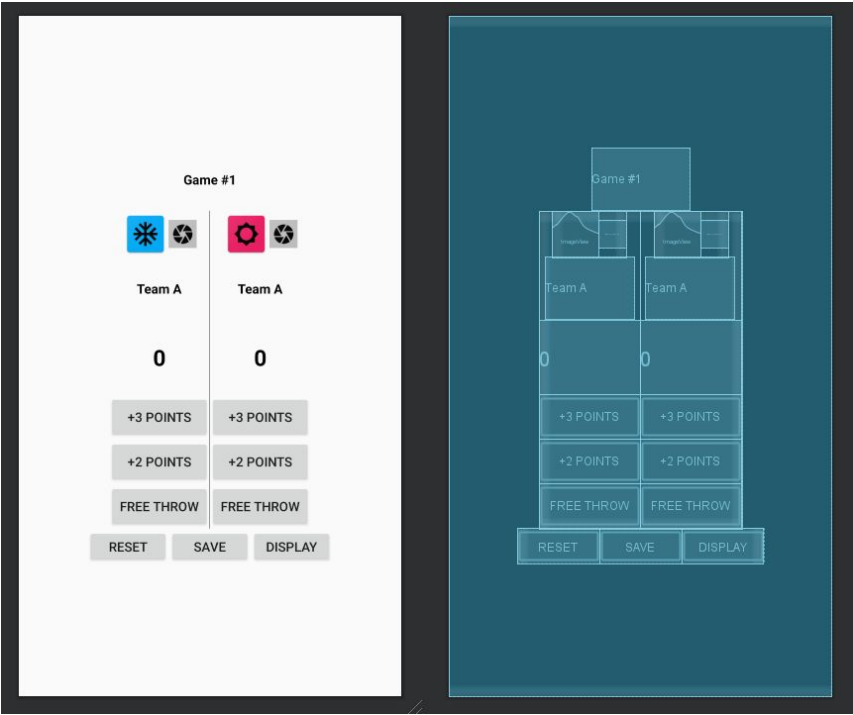 Game #1
Team A Team A
0 0
+3 POINTS +3 POINTS
+2 POINTS +2 POINTS
FREE THROW FREE THROW
RESET SAVE DISPLAY
Game #1
ImageView ImageView
Team A Team A
0 0
+3 POINTS +3 POINTS
+2 POINTS +2 POINTS
FREE THROW FREE THROW
RESET SAVE DISPLAY